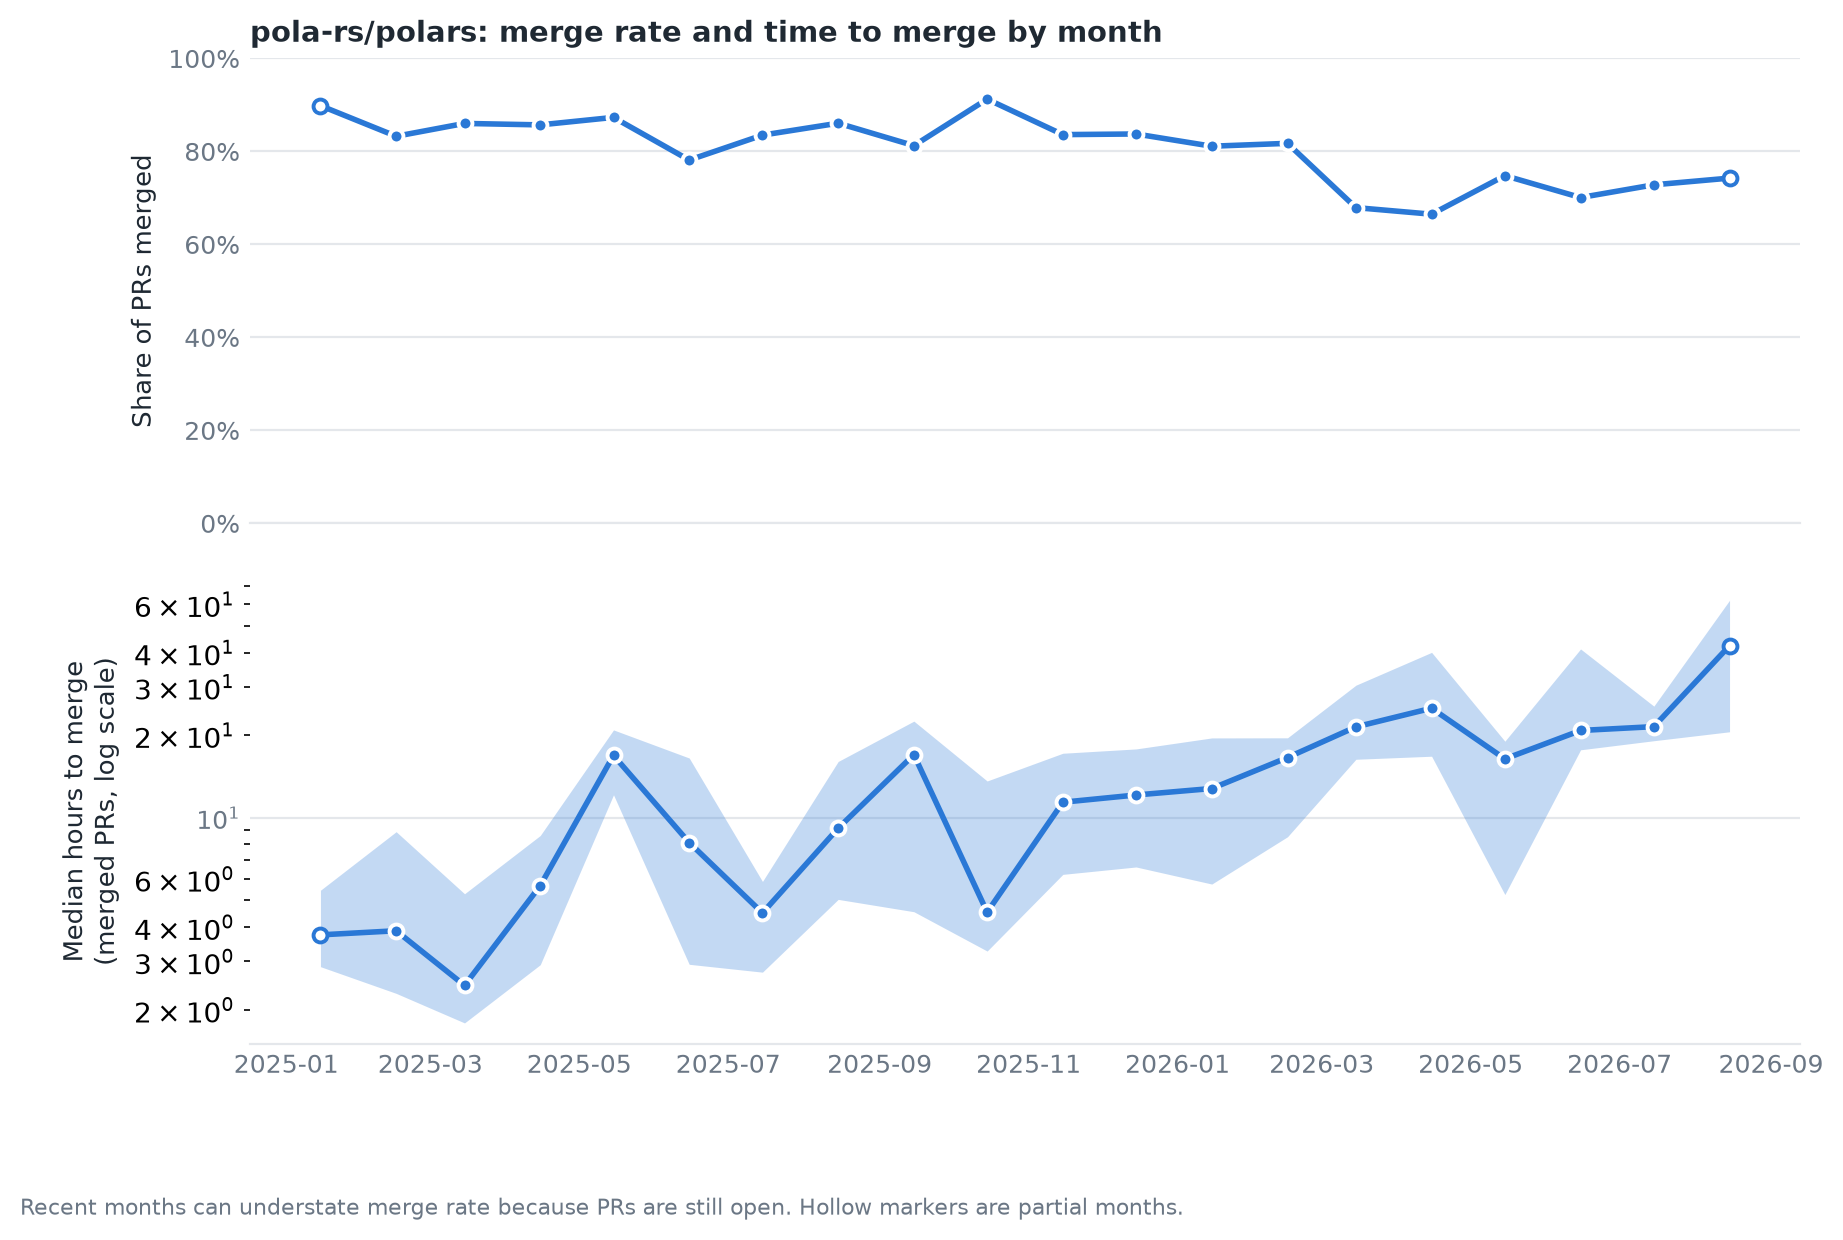 pola-rs/polars: merge rate and time to merge by month
100%
80%
60%
40%
20%
0%
Share of PRs merged
6 × 10¹
4 × 10¹
3 × 10¹
2 × 10¹
10¹
6 × 10⁰
4 × 10⁰
3 × 10⁰
2 × 10⁰
Median hours to merge
(merged PRs, log scale)
2025-01 2025-03 2025-05 2025-07 2025-09 2025-11 2026-01 2026-03 2026-05 2026-07 2026-09
Recent months can understate merge rate because PRs are still open. Hollow markers are partial months.